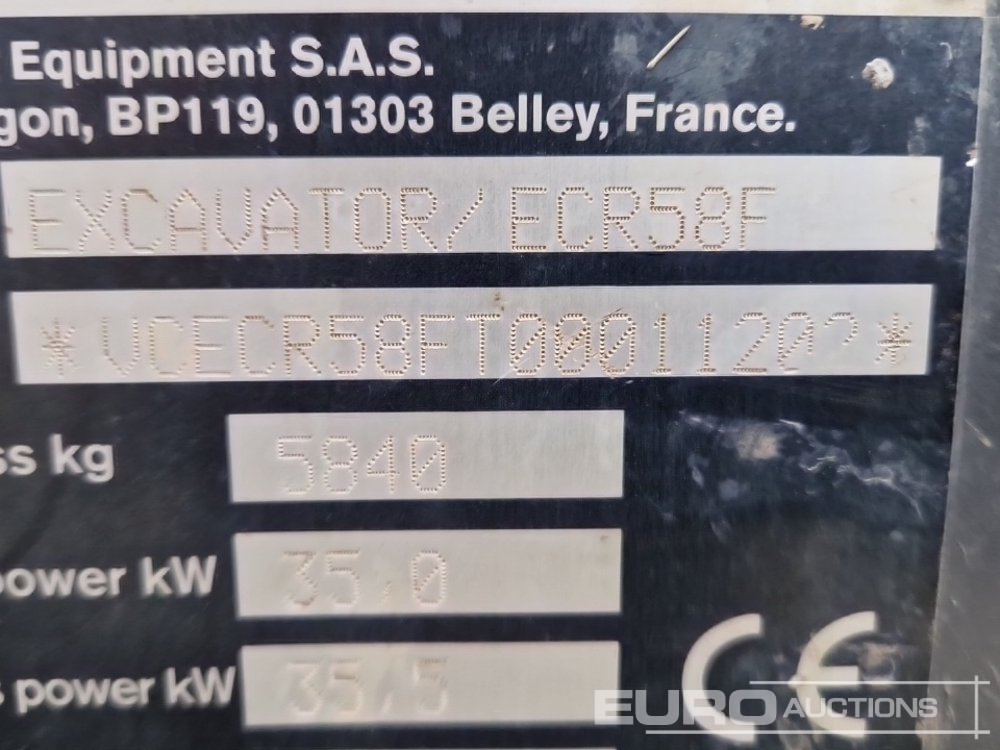 Equipment S.A.S.
gon, BP119, 01303 Belley, France.
EXCAVATOR/ ECR58F
ss kg 5840
power kW 35,0
power kW
CE
EURO AUCTIONS